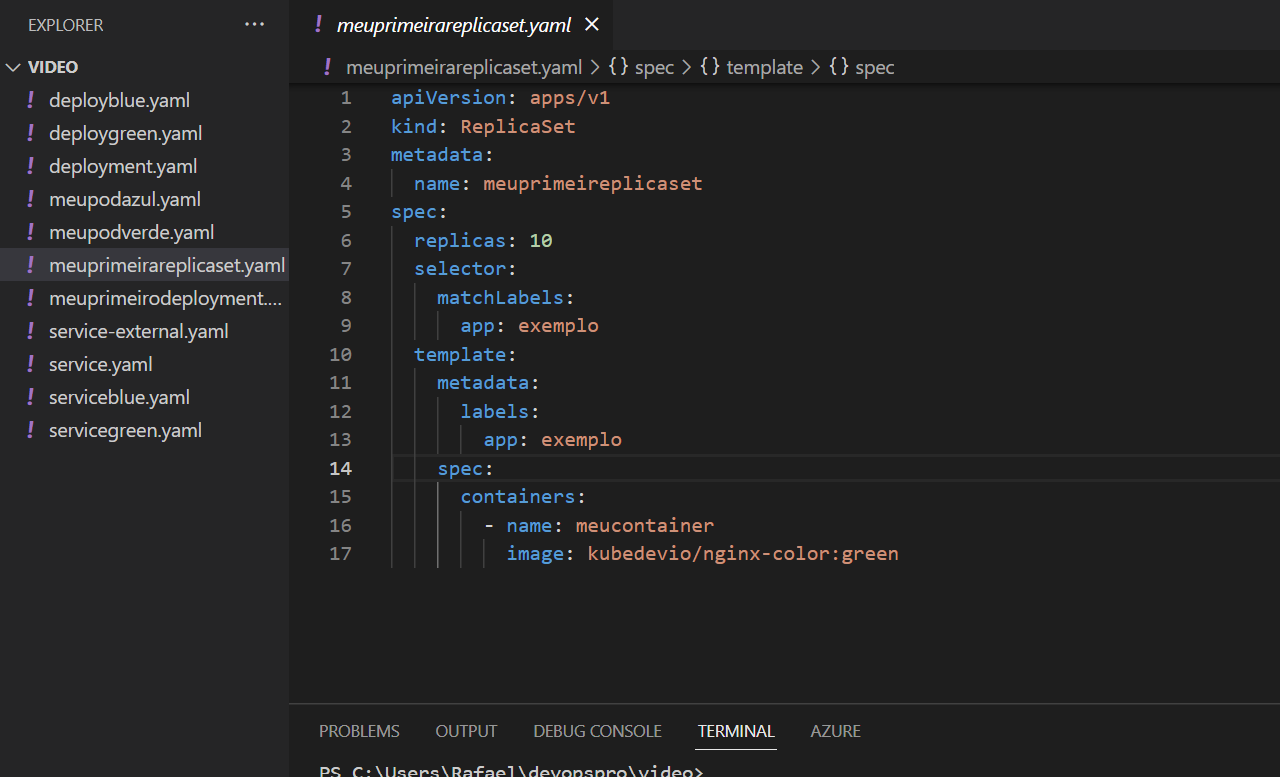 EXPLORER ...
VIDEO
! deployblue.yaml
! deploygreen.yaml
! deployment.yaml
! meupodazul.yaml
! meupodverde.yaml
! meuprimeirareplicaset.yaml
! meuprimeirodeployment....
! service-external.yaml
! service.yaml
! serviceblue.yaml
! servicegreen.yaml
! meuprimeirareplicaset.yaml ×
! meuprimeirareplicaset.yaml > {} spec > {} template > {} spec
1 apiVersion: apps/v1
2 kind: ReplicaSet
3 metadata:
4   name: meuprimeireplicaset
5 spec:
6   replicas: 10
7   selector:
8     matchLabels:
9       app: exemplo
10   template:
11     metadata:
12       labels:
13         app: exemplo
14     spec:
15       containers:
16         - name: meucontainer
17           image: kubedevio/nginx-color:green
PROBLEMS OUTPUT DEBUG CONSOLE TERMINAL AZURE
PS C:\Users\Rafael\devopspro\video>